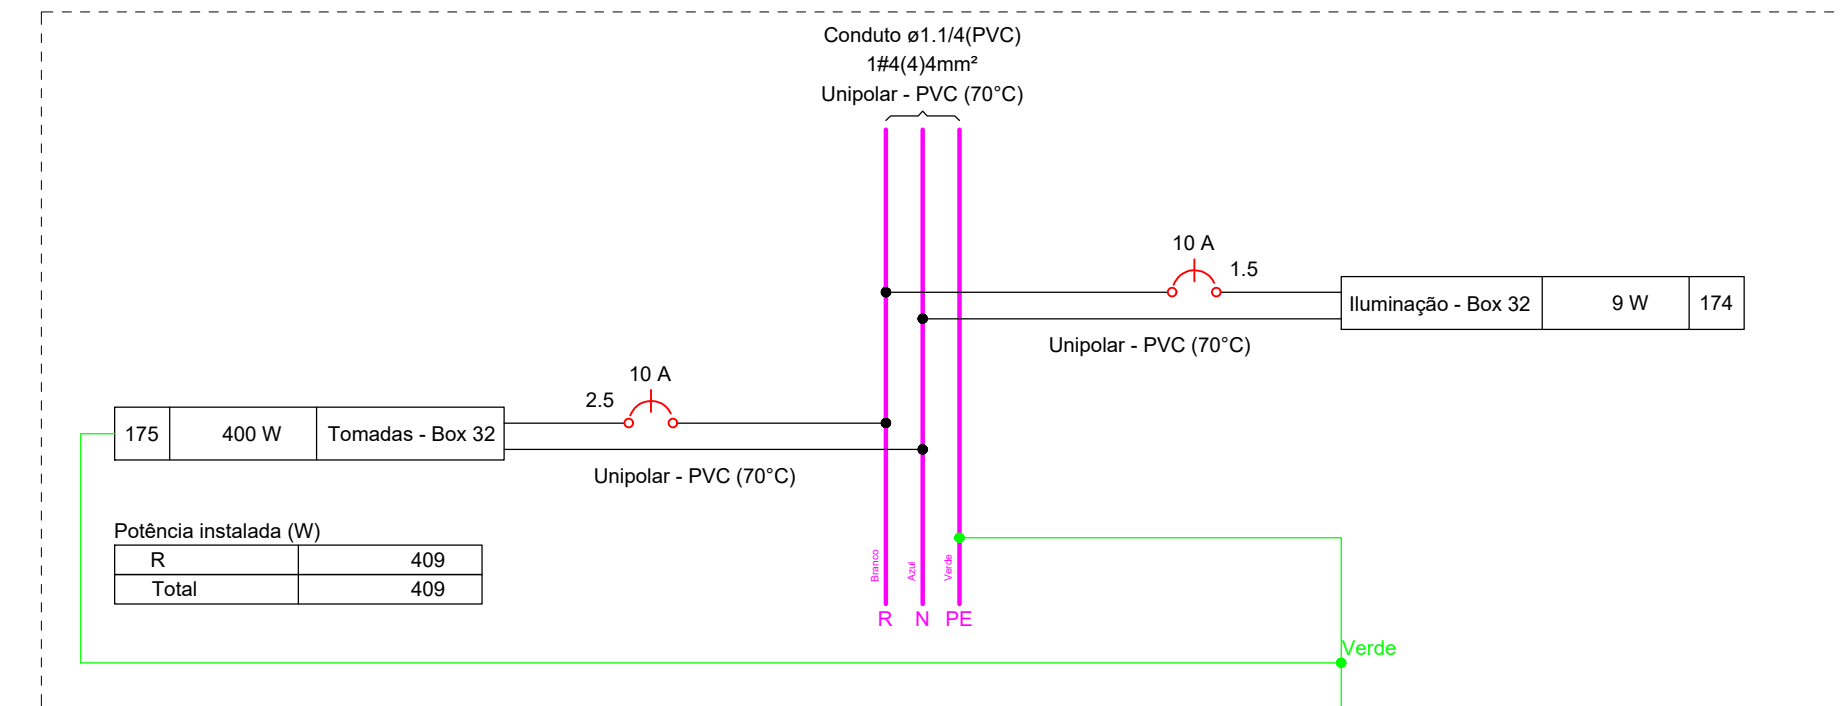 Conduto ø1.1/4(PVC)
1#4(4)4mm²
Unipolar - PVC (70°C)
10 A
1.5
Iluminação - Box 32 9 W 174
Unipolar - PVC (70°C)
10 A
2.5
175 400 W Tomadas - Box 32
Unipolar - PVC (70°C)
Potência instalada (W)
R 409
Total 409
Branco
Azul
Verde
R N PE
Verde